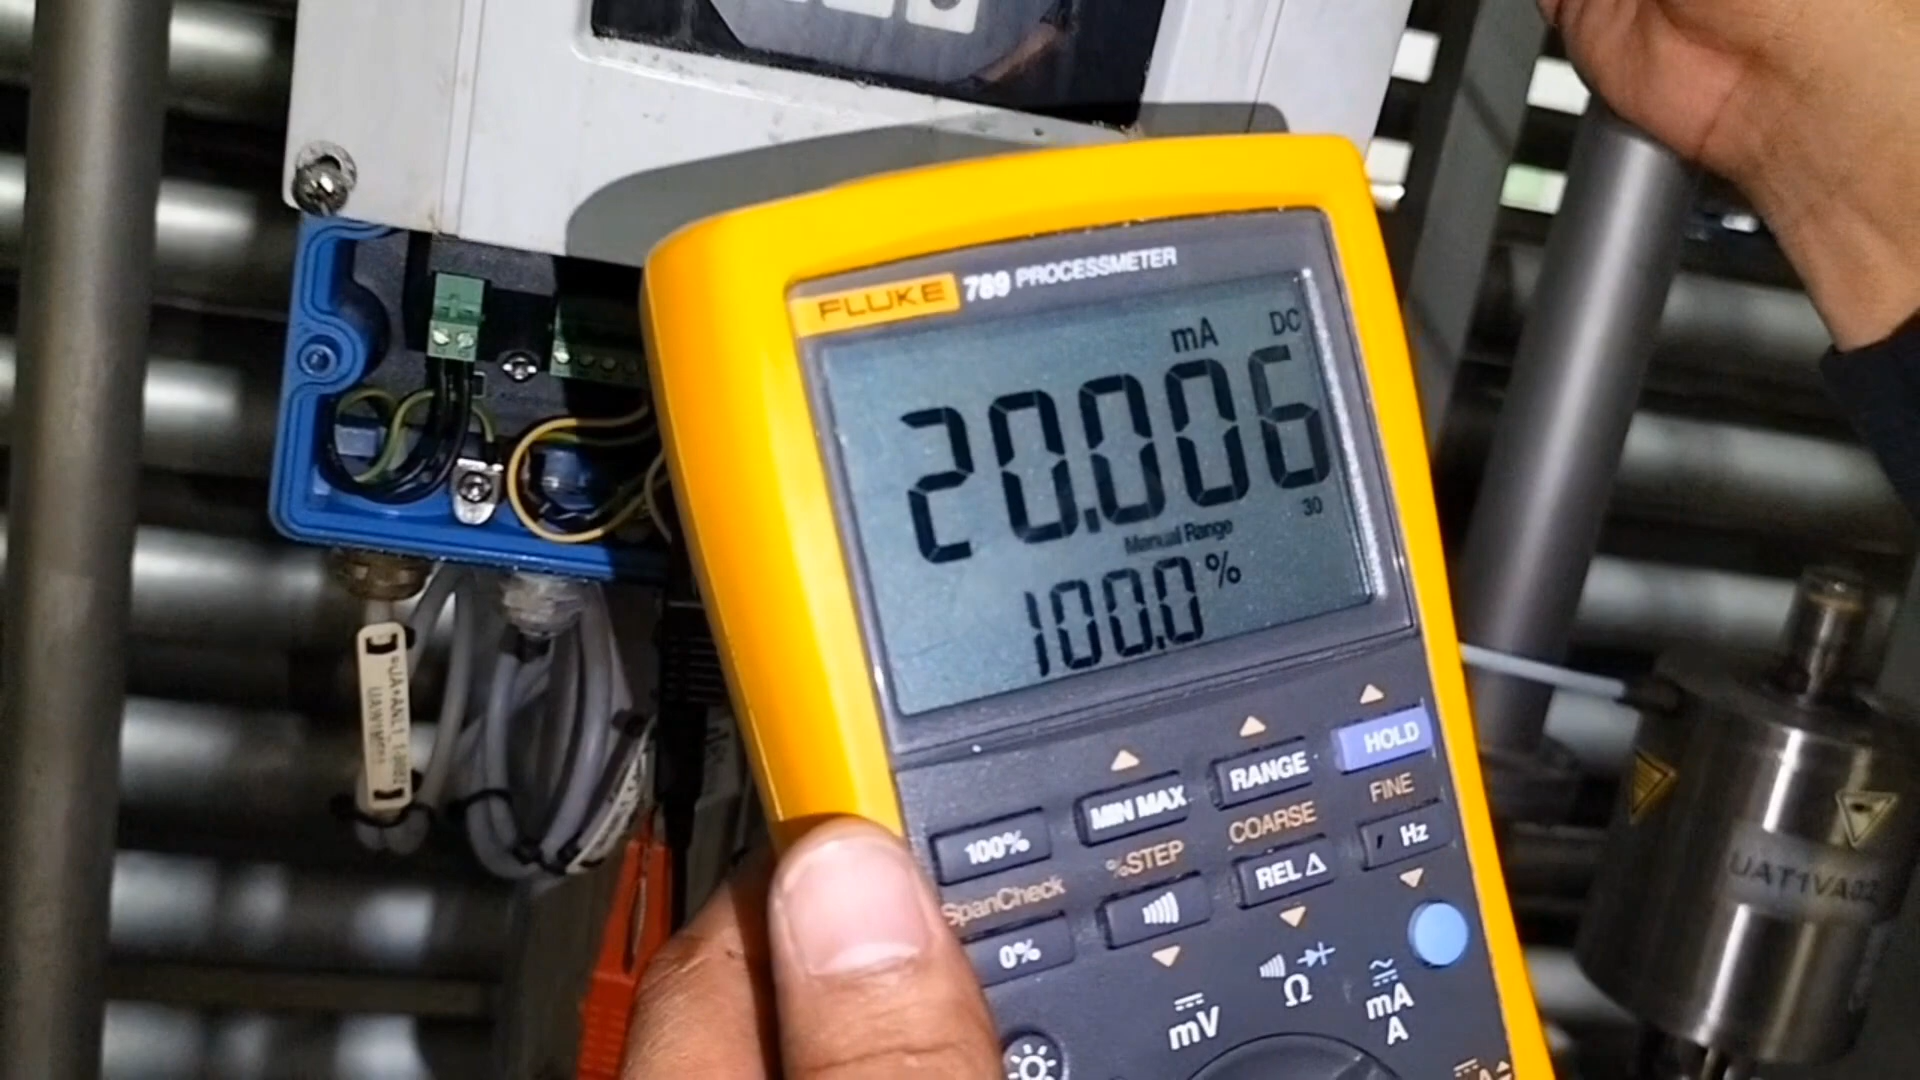 FLUKE 789 PROCESSMETER
mA DC
20.006
Manual Range 30
100.0 %
HOLD
RANGE
MIN MAX
100%
FINE
COARSE
%STEP
SpanCheck
Hz
REL Δ
0%
mV
Ω
mA
A
UAT1VA02